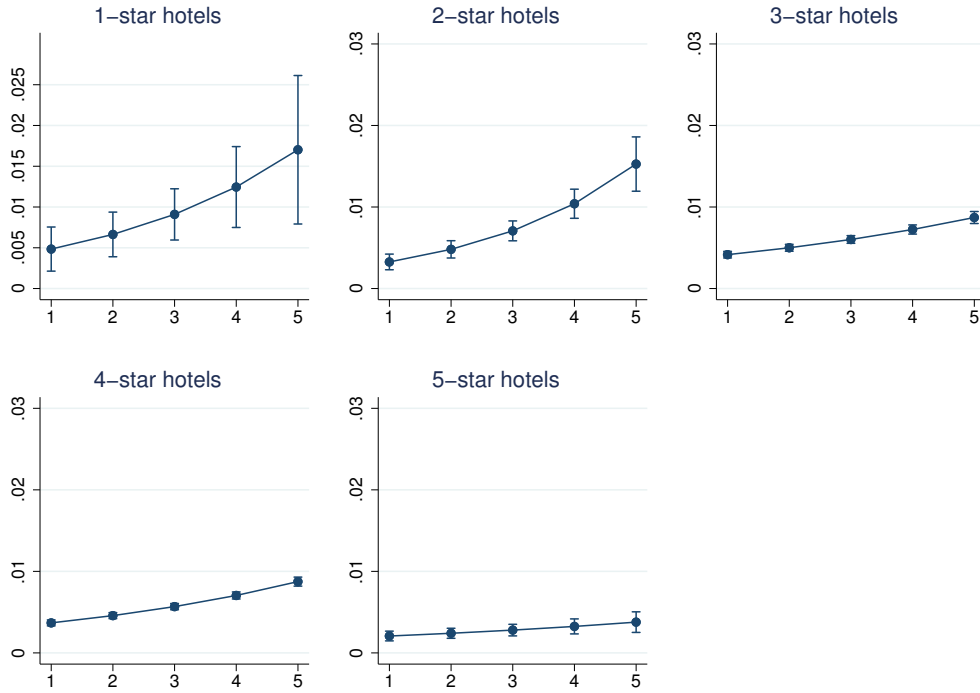 1–star hotels
.025
.02
.015
.01
.005
0
1 2 3 4 5
2–star hotels
.03
.02
.01
0
1 2 3 4 5
3–star hotels
.03
.02
.01
0
1 2 3 4 5
4–star hotels
.03
.02
.01
0
1 2 3 4 5
5–star hotels
.03
.02
.01
0
1 2 3 4 5